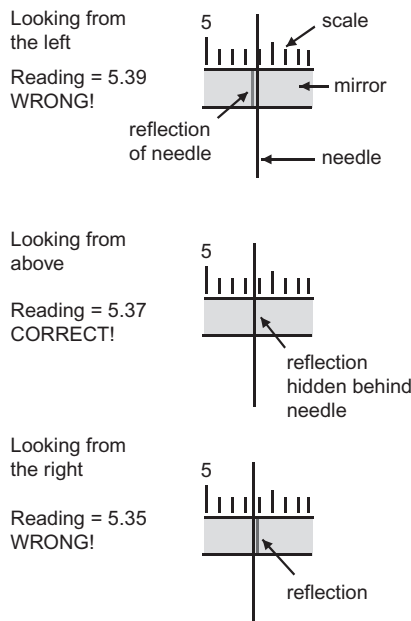 Looking from
the left
Reading = 5.39
WRONG!
5
scale
mirror
reflection
of needle
needle
Looking from
above
Reading = 5.37
CORRECT!
5
reflection
hidden behind
needle
Looking from
the right
Reading = 5.35
WRONG!
5
reflection